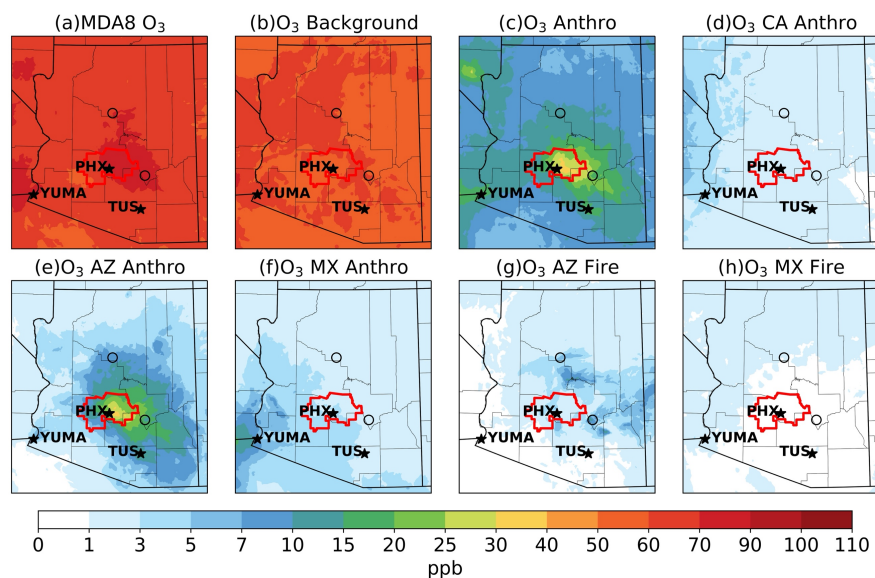 (a)MDA8 O₃ (b)O₃ Background (c)O₃ Anthro (d)O₃ CA Anthro
PHX PHX PHX PHX
YUMA YUMA YUMA YUMA
TUS TUS TUS TUS
(e)O₃ AZ Anthro (f)O₃ MX Anthro (g)O₃ AZ Fire (h)O₃ MX Fire
PHX PHX PHX PHX
YUMA YUMA YUMA YUMA
TUS TUS TUS TUS
0 1 3 5 7 10 15 20 25 30 40 50 60 70 90 100 110
ppb